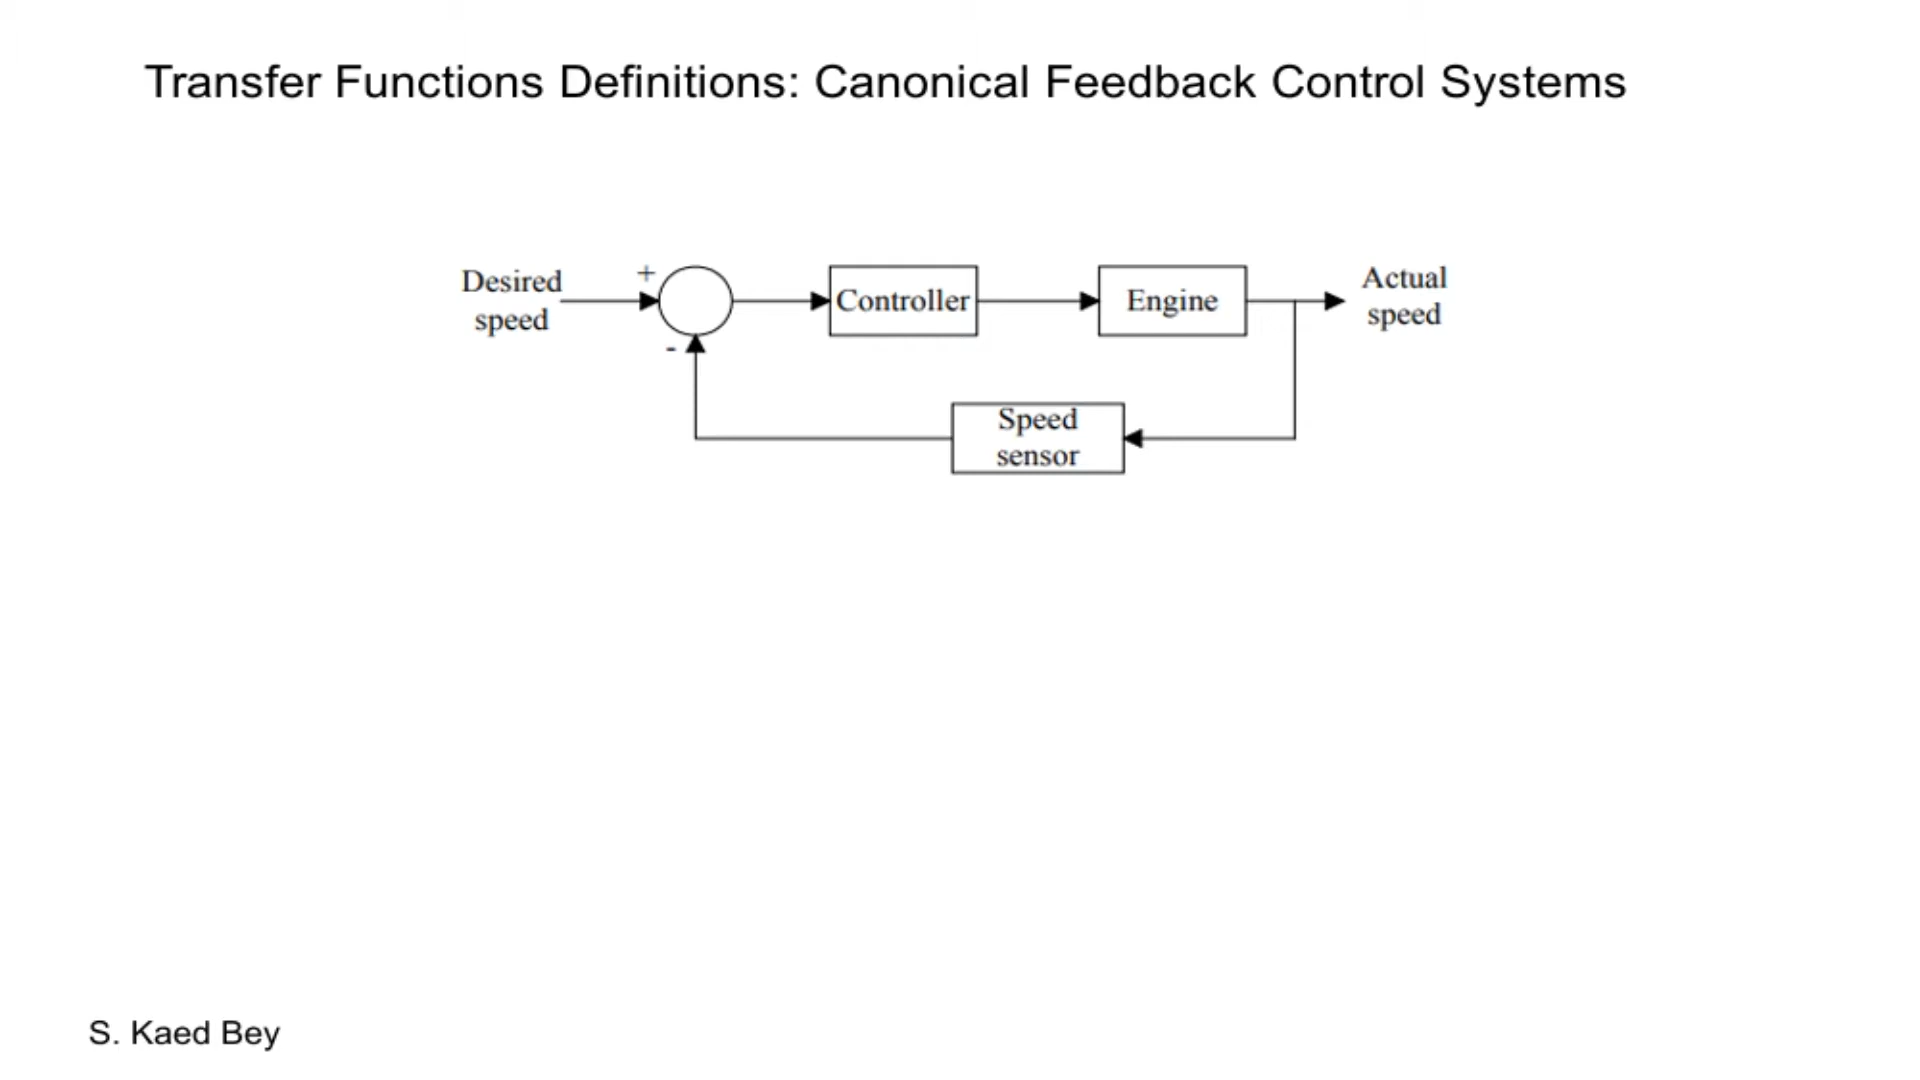 Transfer Functions Definitions: Canonical Feedback Control Systems
Desired
speed
+
-
Controller
Engine
Actual
speed
Speed
sensor
S. Kaed Bey